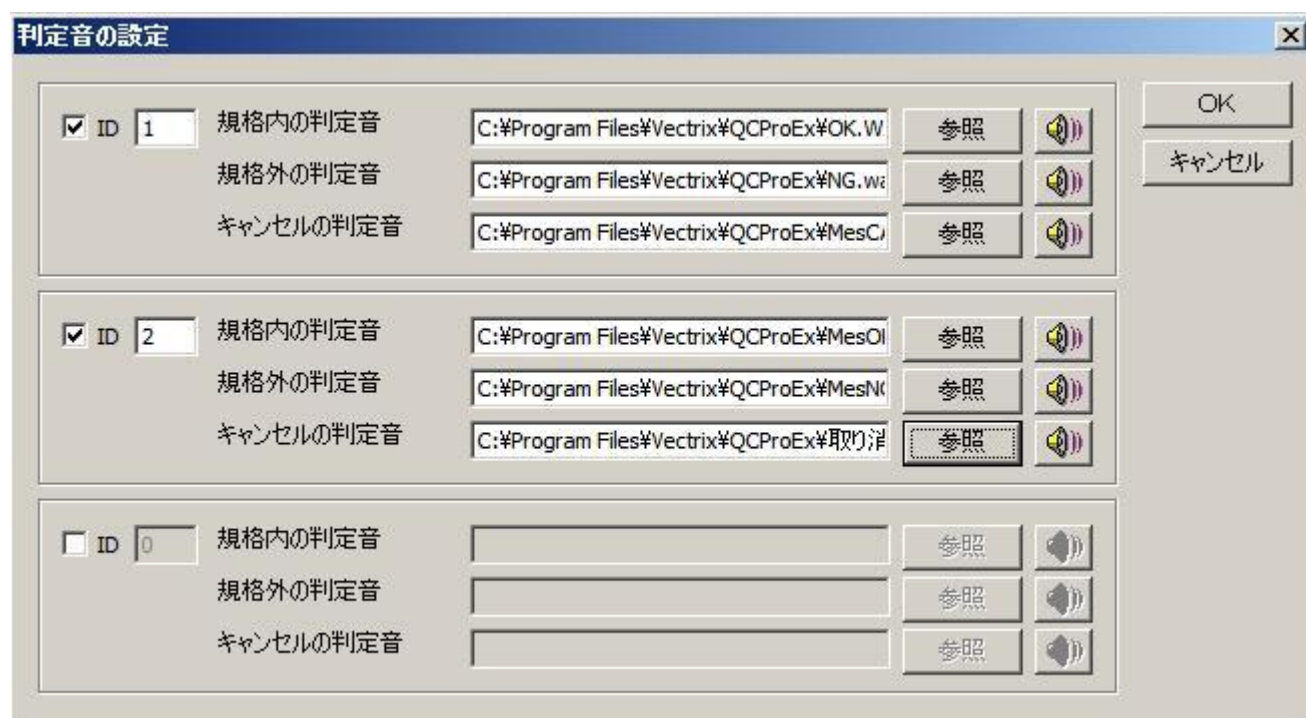 判定音の設定
ID 1 規格内の判定音 C:¥Program Files¥Vectrix¥QCProEx¥OK.W 参照
規格外の判定音 C:¥Program Files¥Vectrix¥QCProEx¥NG.wa 参照
キャンセルの判定音 C:¥Program Files¥Vectrix¥QCProEx¥MesCA 参照
OK
キャンセル
ID 2 規格内の判定音 C:¥Program Files¥Vectrix¥QCProEx¥MesOK 参照
規格外の判定音 C:¥Program Files¥Vectrix¥QCProEx¥MesNG 参照
キャンセルの判定音 C:¥Program Files¥Vectrix¥QCProEx¥取り消 参照
ID 0 規格内の判定音 参照
規格外の判定音 参照
キャンセルの判定音 参照